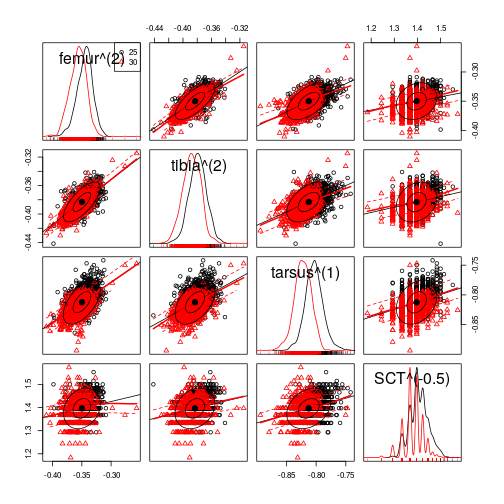 -0.44 -0.40 -0.36 -0.32
1.2 1.3 1.4 1.5
femur^(2)
25
30
-0.30
-0.35
-0.40
-0.32
-0.36
-0.40
-0.44
tibia^(2)
tarsus^(1)
-0.75
-0.80
-0.85
1.5
1.4
1.3
1.2
SCT^(-0.5)
-0.40 -0.35 -0.30
-0.85 -0.80 -0.75